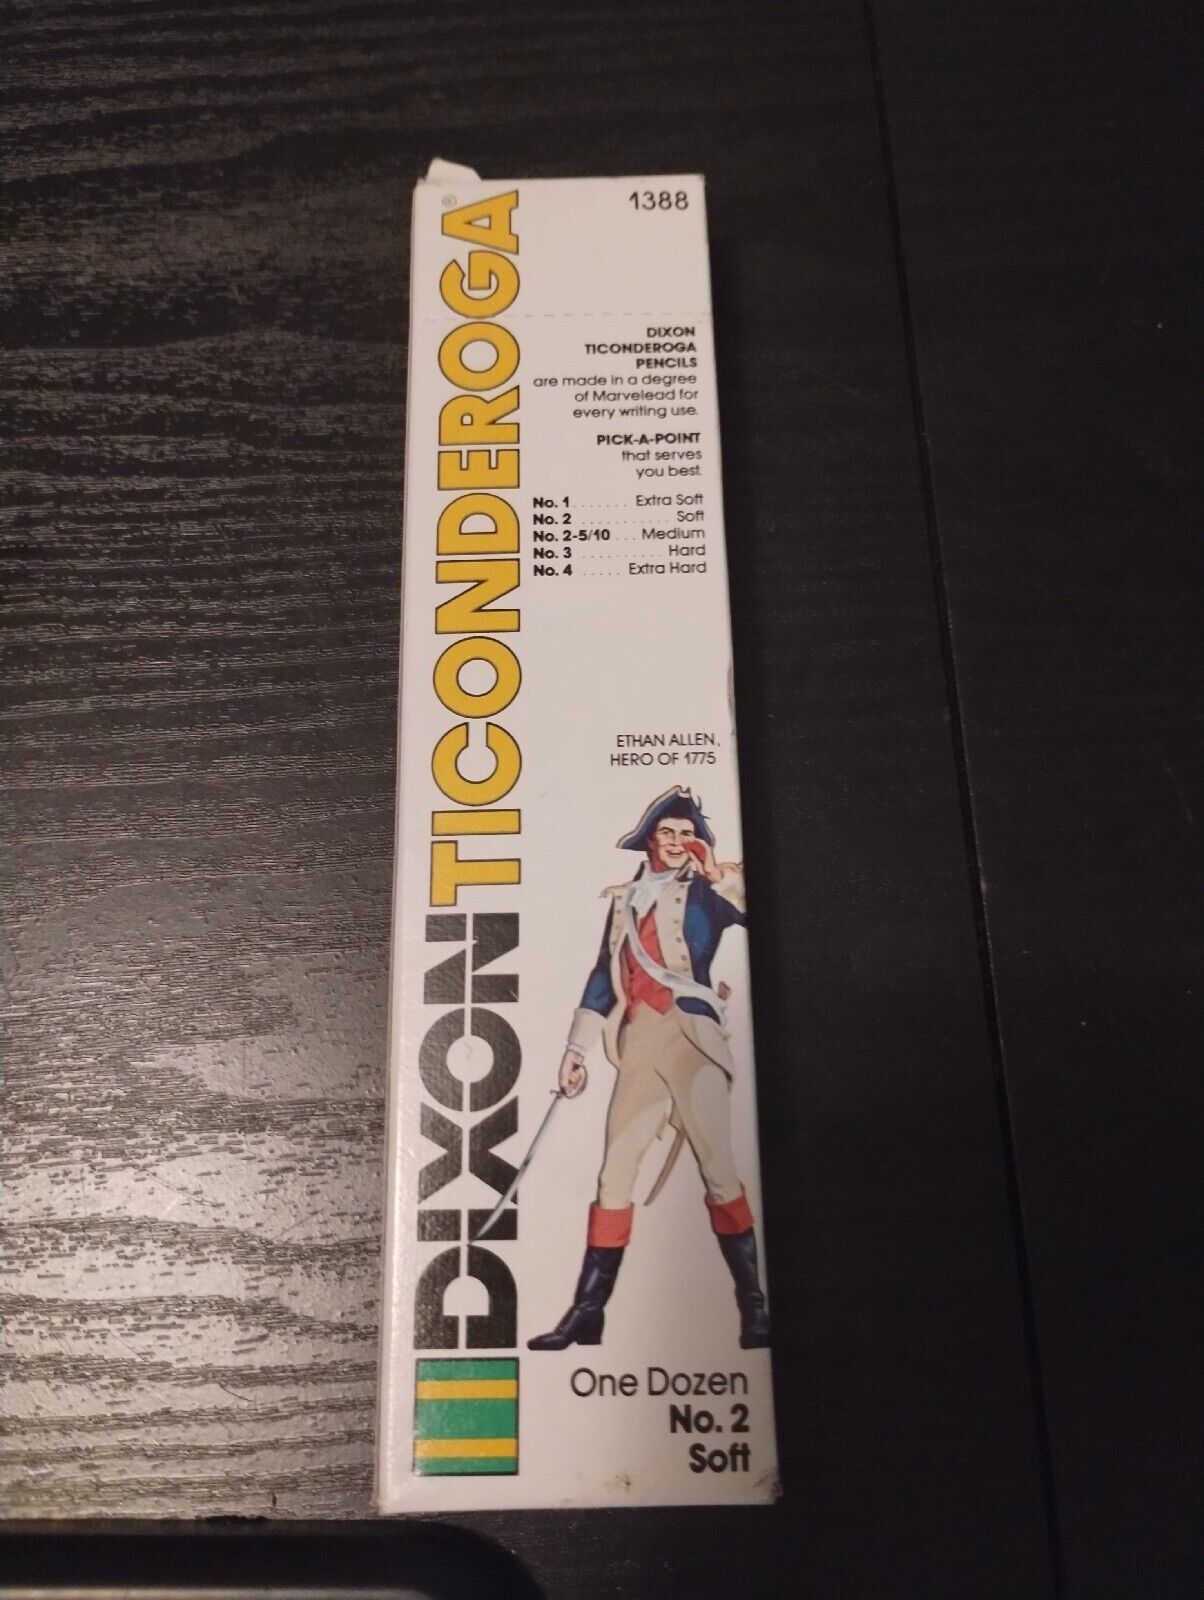 DIXON TICONDEROGA®
1388
DIXON
TICONDEROGA
PENCILS
are made in a degree
of Marvelead for
every writing use.
PICK-A-POINT
that serves
you best.
No. 1 ....... Extra Soft
No. 2 ........... Soft
No. 2-5/10 ... Medium
No. 3 .......... Hard
No. 4 ..... Extra Hard
ETHAN ALLEN,
HERO OF 1775
One Dozen
No. 2
Soft